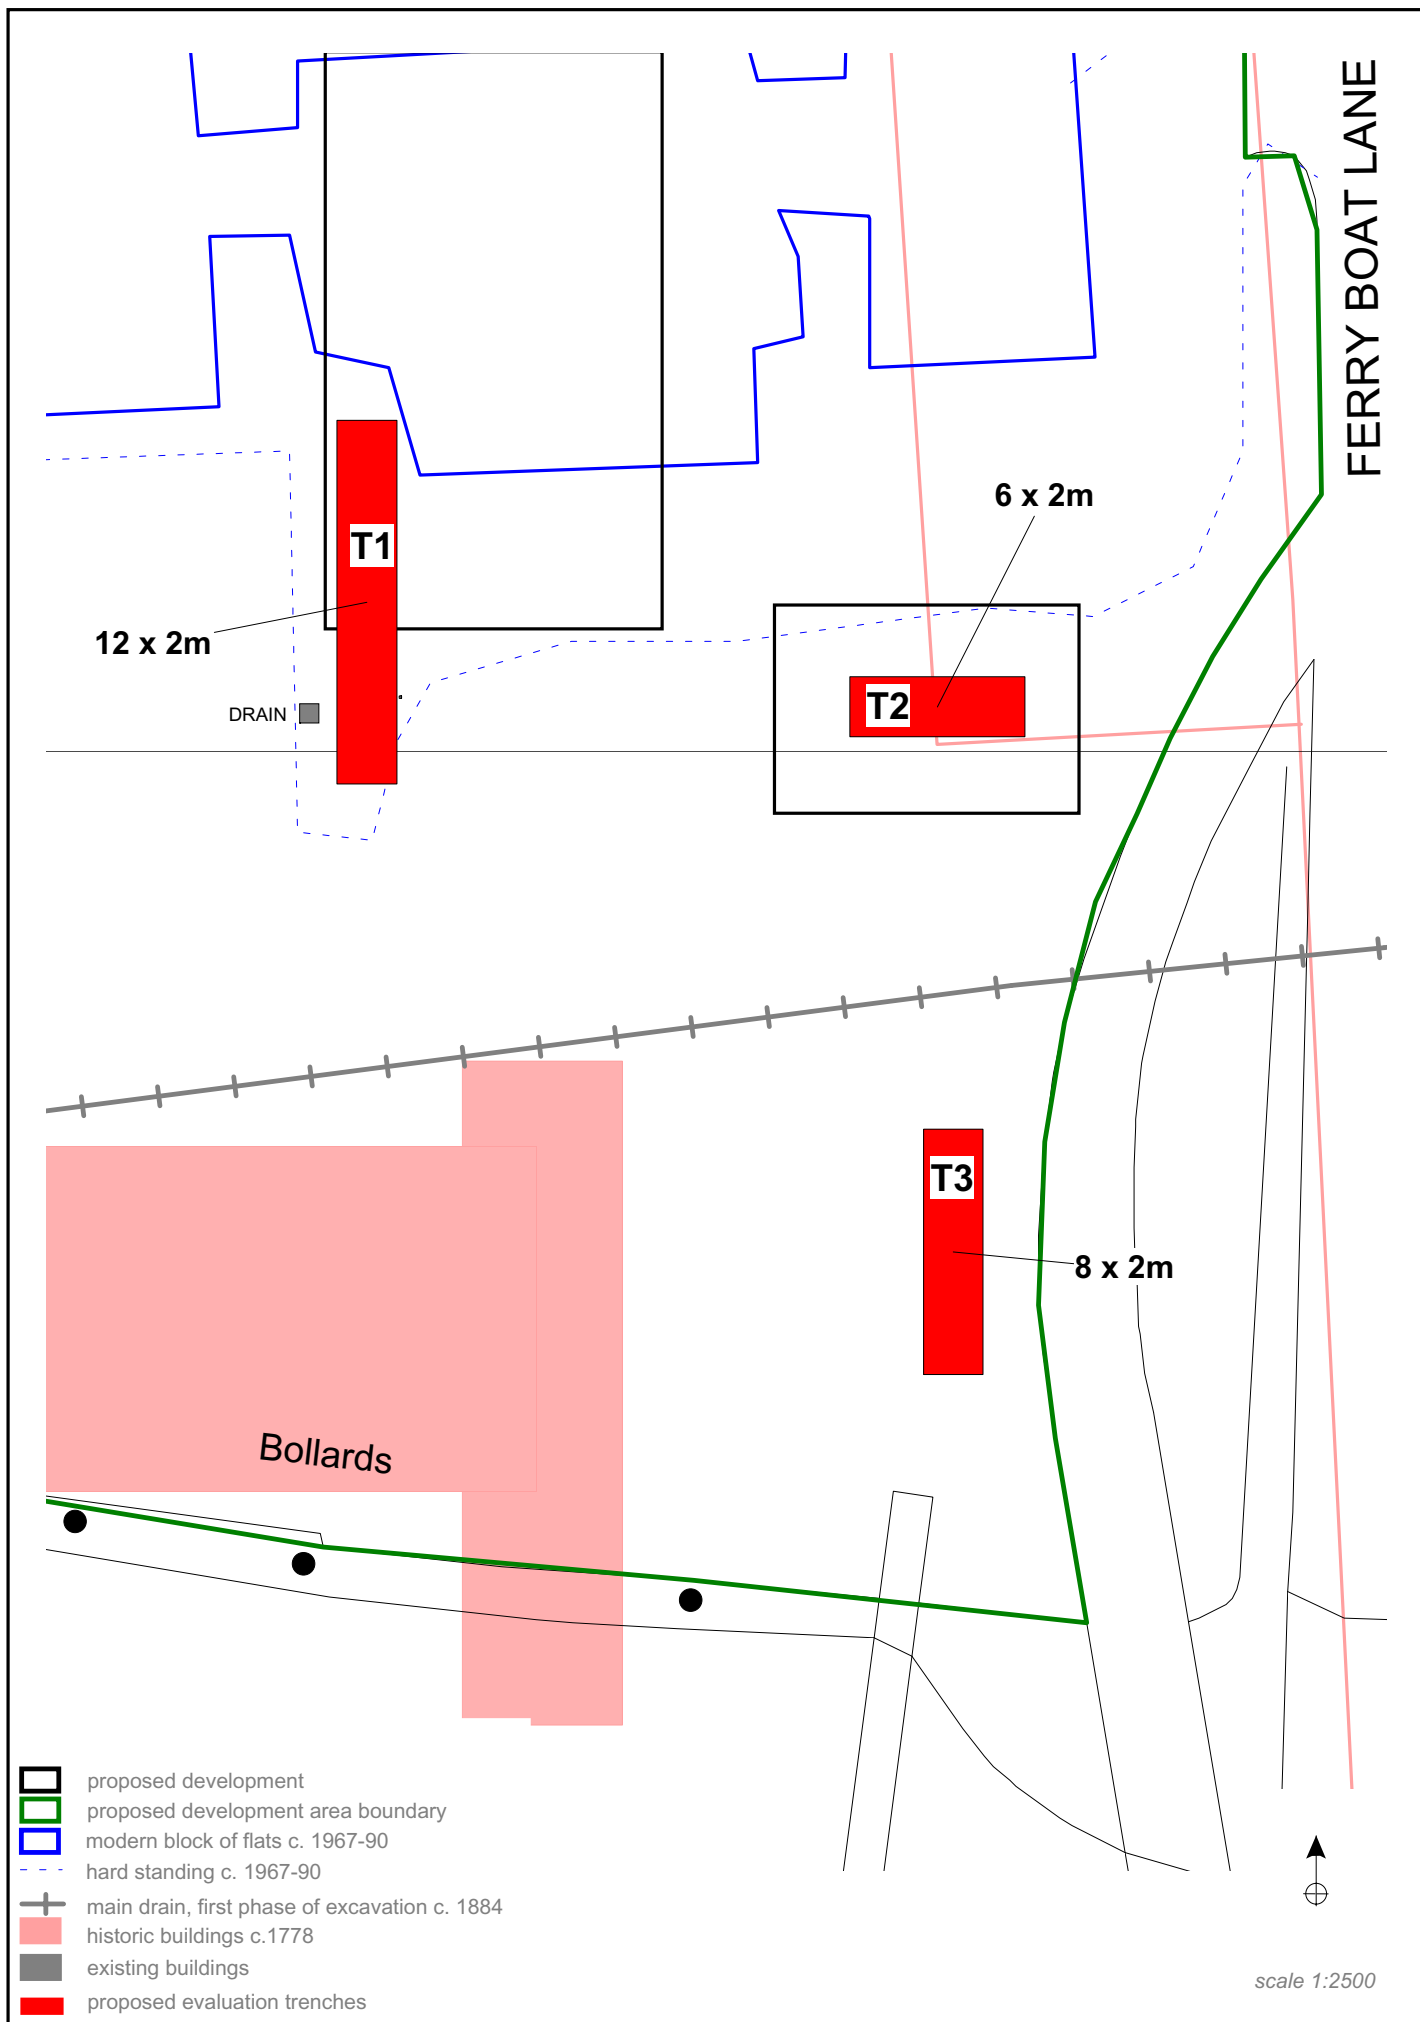 FERRY BOAT LANE
6 x 2m
T1
12 x 2m
T2
DRAIN
T3
8 x 2m
Bollards
proposed development
proposed development area boundary
modern block of flats c. 1967-90
hard standing c. 1967-90
main drain, first phase of excavation c. 1884
historic buildings c.1778
existing buildings
scale 1:2500
proposed evaluation trenches